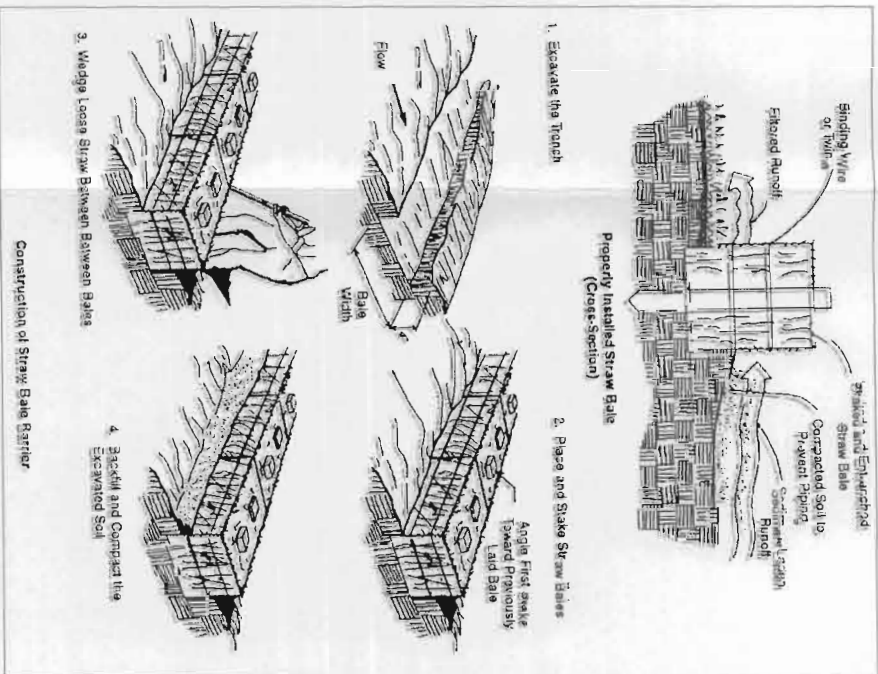 Binding Wire
or Twine
Filtered Runoff
Staked and Entrenched
Straw Bale
Compacted Soil to
Prevent Piping
Sediment Laden
Runoff
Properly Installed Straw Bale
(Cross-Section)
1. Excavate the Trench
Flow
Bale
Width
4"
2. Place and Stake Straw Bales
Angle First Stake
Toward Previously
Laid Bale
3. Wedge Loose Straw Between Between Bales
4. Backfill and Compact the
Excavated Soil
Construction of Straw Bale Barrier